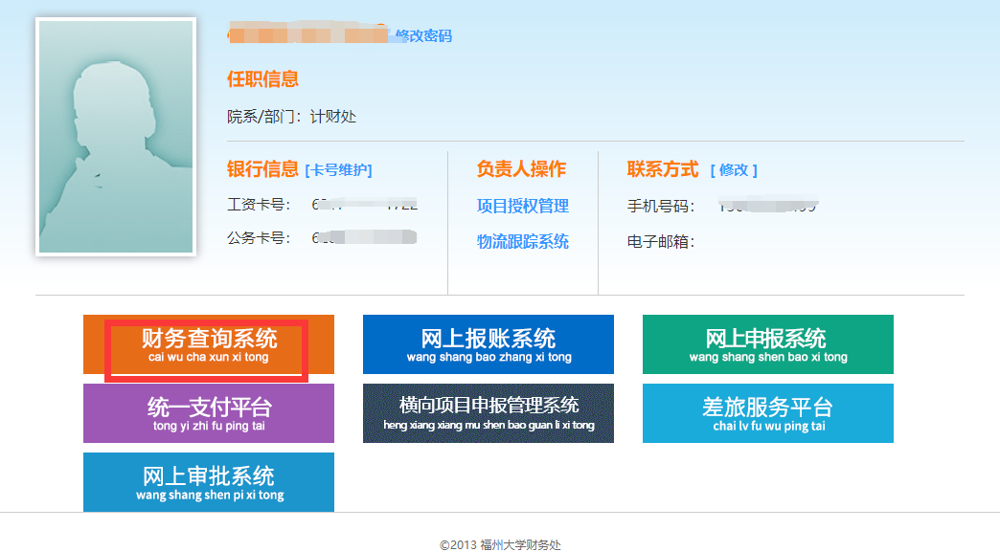 修改密码
任职信息
院系/部门：计财处
银行信息 [卡号维护]
工资卡号：
公务卡号：
负责人操作
项目授权管理
物流跟踪系统
联系方式 [ 修改 ]
手机号码：
电子邮箱：
财务查询系统
cai wu cha xun xi tong
网上报账系统
wang shang bao zhang xi tong
网上申报系统
wang shang shen bao xi tong
统一支付平台
tong yi zhi fu ping tai
横向项目申报管理系统
heng xiang xiang mu shen bao guan li xi tong
差旅服务平台
chai lv fu wu ping tai
网上审批系统
wang shang shen pi xi tong
©2013 福州大学财务处